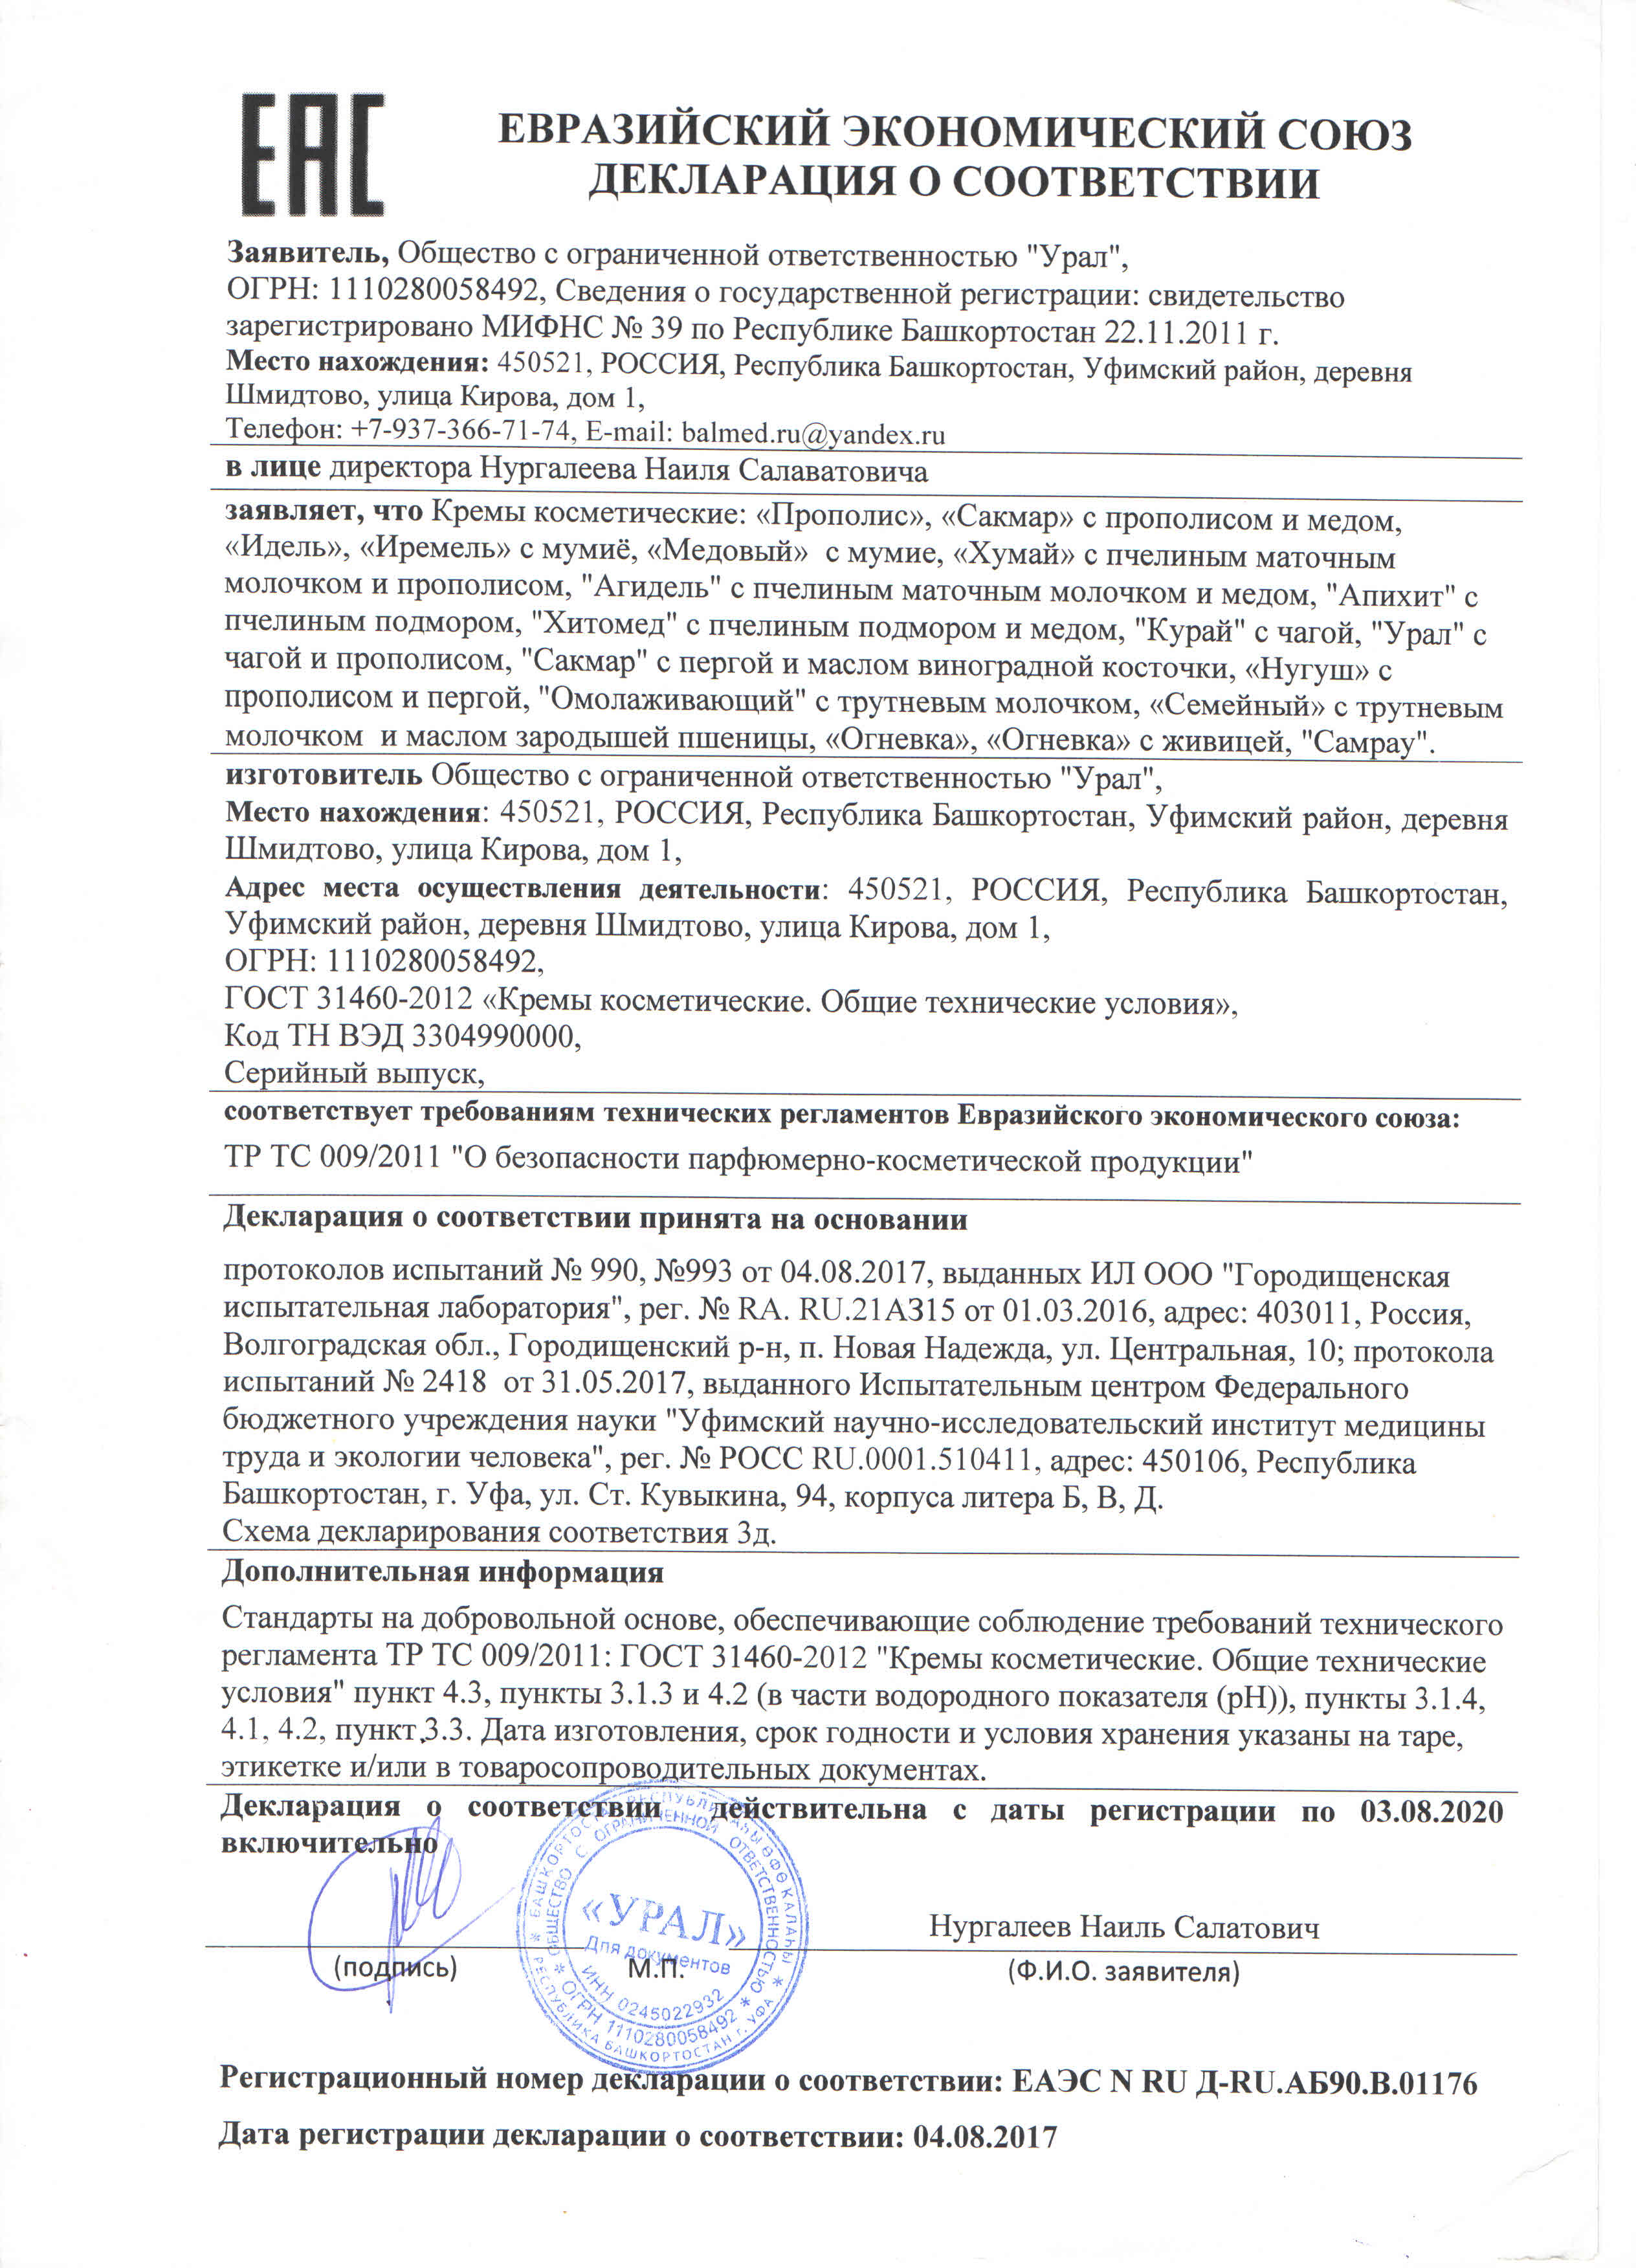 ЕАС
ЕВРАЗИЙСКИЙ ЭКОНОМИЧЕСКИЙ СОЮЗ
ДЕКЛАРАЦИЯ О СООТВЕТСТВИИ
Заявитель, Общество с ограниченной ответственностью "Урал",
ОГРН: 1110280058492, Сведения о государственной регистрации: свидетельство
зарегистрировано МИФНС № 39 по Республике Башкортостан 22.11.2011 г.
Место нахождения: 450521, РОССИЯ, Республика Башкортостан, Уфимский район, деревня
Шмидтово, улица Кирова, дом 1,
Телефон: +7-937-366-71-74, E-mail: balmed.ru@yandex.ru
в лице директора Нургалеева Наиля Салаватовича
заявляет, что Кремы косметические: «Прополис», «Сакмар» с прополисом и медом,
«Идель», «Иремель» с мумиё, «Медовый» с мумие, «Хумай» с пчелиным маточным
молочком и прополисом, "Агидель" с пчелиным маточным молочком и медом, "Апихит" с
пчелиным подмором, "Хитомед" с пчелиным подмором и медом, "Курай" с чагой, "Урал" с
чагой и прополисом, "Сакмар" с пергой и маслом виноградной косточки, «Нугуш» с
прополисом и пергой, "Омолаживающий" с трутневым молочком, «Семейный» с трутневым
молочком и маслом зародышей пшеницы, «Огневка», «Огневка» с живицей, "Самрау".
изготовитель Общество с ограниченной ответственностью "Урал",
Место нахождения: 450521, РОССИЯ, Республика Башкортостан, Уфимский район, деревня
Шмидтово, улица Кирова, дом 1,
Адрес места осуществления деятельности: 450521, РОССИЯ, Республика Башкортостан,
Уфимский район, деревня Шмидтово, улица Кирова, дом 1,
ОГРН: 1110280058492,
ГОСТ 31460-2012 «Кремы косметические. Общие технические условия»,
Код ТН ВЭД 3304990000,
Серийный выпуск,
соответствует требованиям технических регламентов Евразийского экономического союза:
ТР ТС 009/2011 "О безопасности парфюмерно-косметической продукции"
Декларация о соответствии принята на основании
протоколов испытаний № 990, №993 от 04.08.2017, выданных ИЛ ООО "Городищенская
испытательная лаборатория", рег. № RA. RU.21АЗ15 от 01.03.2016, адрес: 403011, Россия,
Волгоградская обл., Городищенский р-н, п. Новая Надежда, ул. Центральная, 10; протокола
испытаний № 2418 от 31.05.2017, выданного Испытательным центром Федерального
бюджетного учреждения науки "Уфимский научно-исследовательский институт медицины
труда и экологии человека", рег. № РОСС RU.0001.510411, адрес: 450106, Республика
Башкортостан, г. Уфа, ул. Ст. Кувыкина, 94, корпуса литера Б, В, Д.
Схема декларирования соответствия 3д.
Дополнительная информация
Стандарты на добровольной основе, обеспечивающие соблюдение требований технического
регламента ТР ТС 009/2011: ГОСТ 31460-2012 "Кремы косметические. Общие технические
условия" пункт 4.3, пункты 3.1.3 и 4.2 (в части водородного показателя (рН)), пункты 3.1.4,
4.1, 4.2, пункт 3.3. Дата изготовления, срок годности и условия хранения указаны на таре,
этикетке и/или в товаросопроводительных документах.
Декларация о соответствии действительна с даты регистрации по 03.08.2020
включительно
БАШКОРТОСТАН РЕСПУБЛИКАҺЫ ӨФӨ ҠАЛАҺЫ * РЕСПУБЛИКА БАШКОРТОСТАН г. УФА *
ОБЩЕСТВО С ОГРАНИЧЕННОЙ ОТВЕТСТВЕННОСТЬЮ * ОГРН 1110280058492 *
«УРАЛ»
Для документов
ИНН 0245022932
Нургалеев Наиль Салатович
(подпись) М.П. (Ф.И.О. заявителя)
Регистрационный номер декларации о соответствии: ЕАЭС N RU Д-RU.АБ90.В.01176
Дата регистрации декларации о соответствии: 04.08.2017